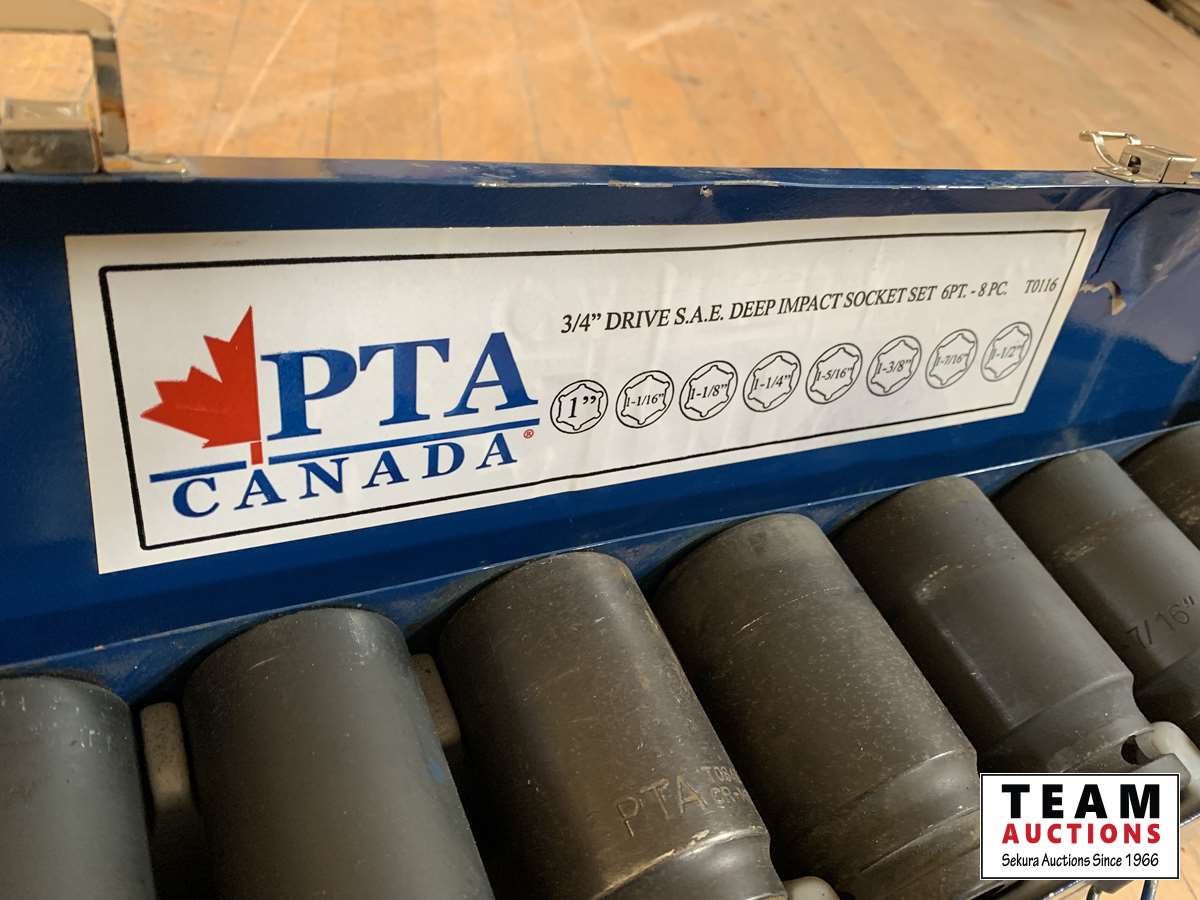 3/4” DRIVE S.A.E. DEEP IMPACT SOCKET SET 6PT. - 8 PC. T0116
PTA
CANADA®
1” 1-1/16” 1-1/8” 1-1/4” 1-5/16” 1-3/8” 1-7/16” 1-1/2”
7/16"
PTA
TEAM
AUCTIONS
Sekura Auctions Since 1966